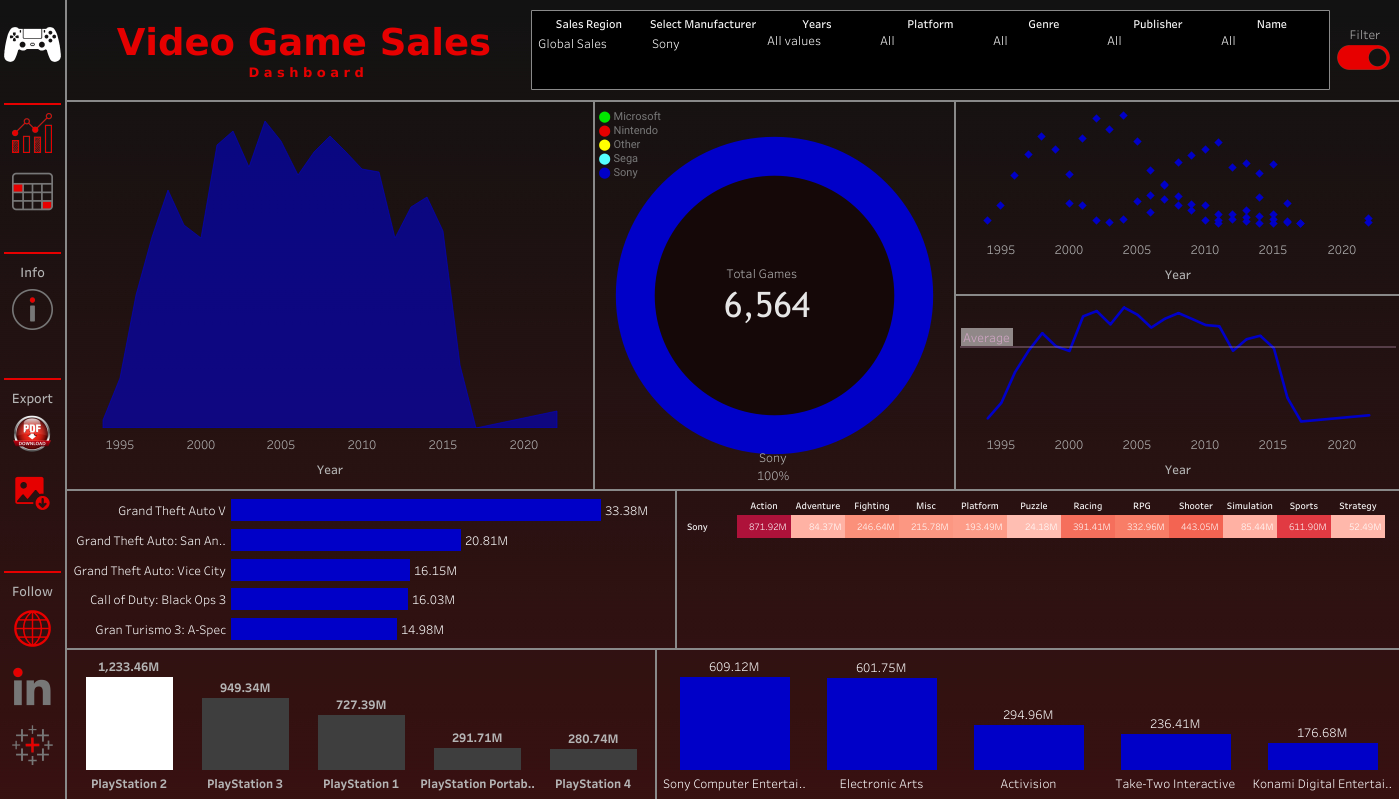 Video Game Sales
Dashboard
Sales Region Select Manufacturer Years Platform Genre Publisher Name
Global Sales Sony All values All All All All
Filter
Info
Export
PDF
DOWNLOAD
Follow
in
1995 2000 2005 2010 2015 2020
Year
Microsoft
Nintendo
Other
Sega
Sony
Total Games
6,564
Sony
100%
1995 2000 2005 2010 2015 2020
Year
Average
1995 2000 2005 2010 2015 2020
Year
Grand Theft Auto V 33.38M
Grand Theft Auto: San An.. 20.81M
Grand Theft Auto: Vice City 16.15M
Call of Duty: Black Ops 3 16.03M
Gran Turismo 3: A-Spec 14.98M
Action Adventure Fighting Misc Platform Puzzle Racing RPG Shooter Simulation Sports Strategy
Sony 871.92M 84.37M 246.64M 215.78M 193.49M 24.18M 391.41M 332.96M 443.05M 85.44M 611.90M 52.49M
1,233.46M 949.34M 727.39M 291.71M 280.74M
PlayStation 2 PlayStation 3 PlayStation 1 PlayStation Portab.. PlayStation 4
609.12M 601.75M 294.96M 236.41M 176.68M
Sony Computer Entertai.. Electronic Arts Activision Take-Two Interactive Konami Digital Entertai..